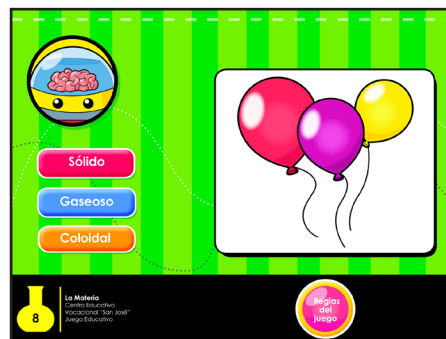 Sólido
Gaseoso
Coloidal
8
La Materia
Centro Educativo
Vocacional "San José"
Juego Educativo
Reglas
del
juego